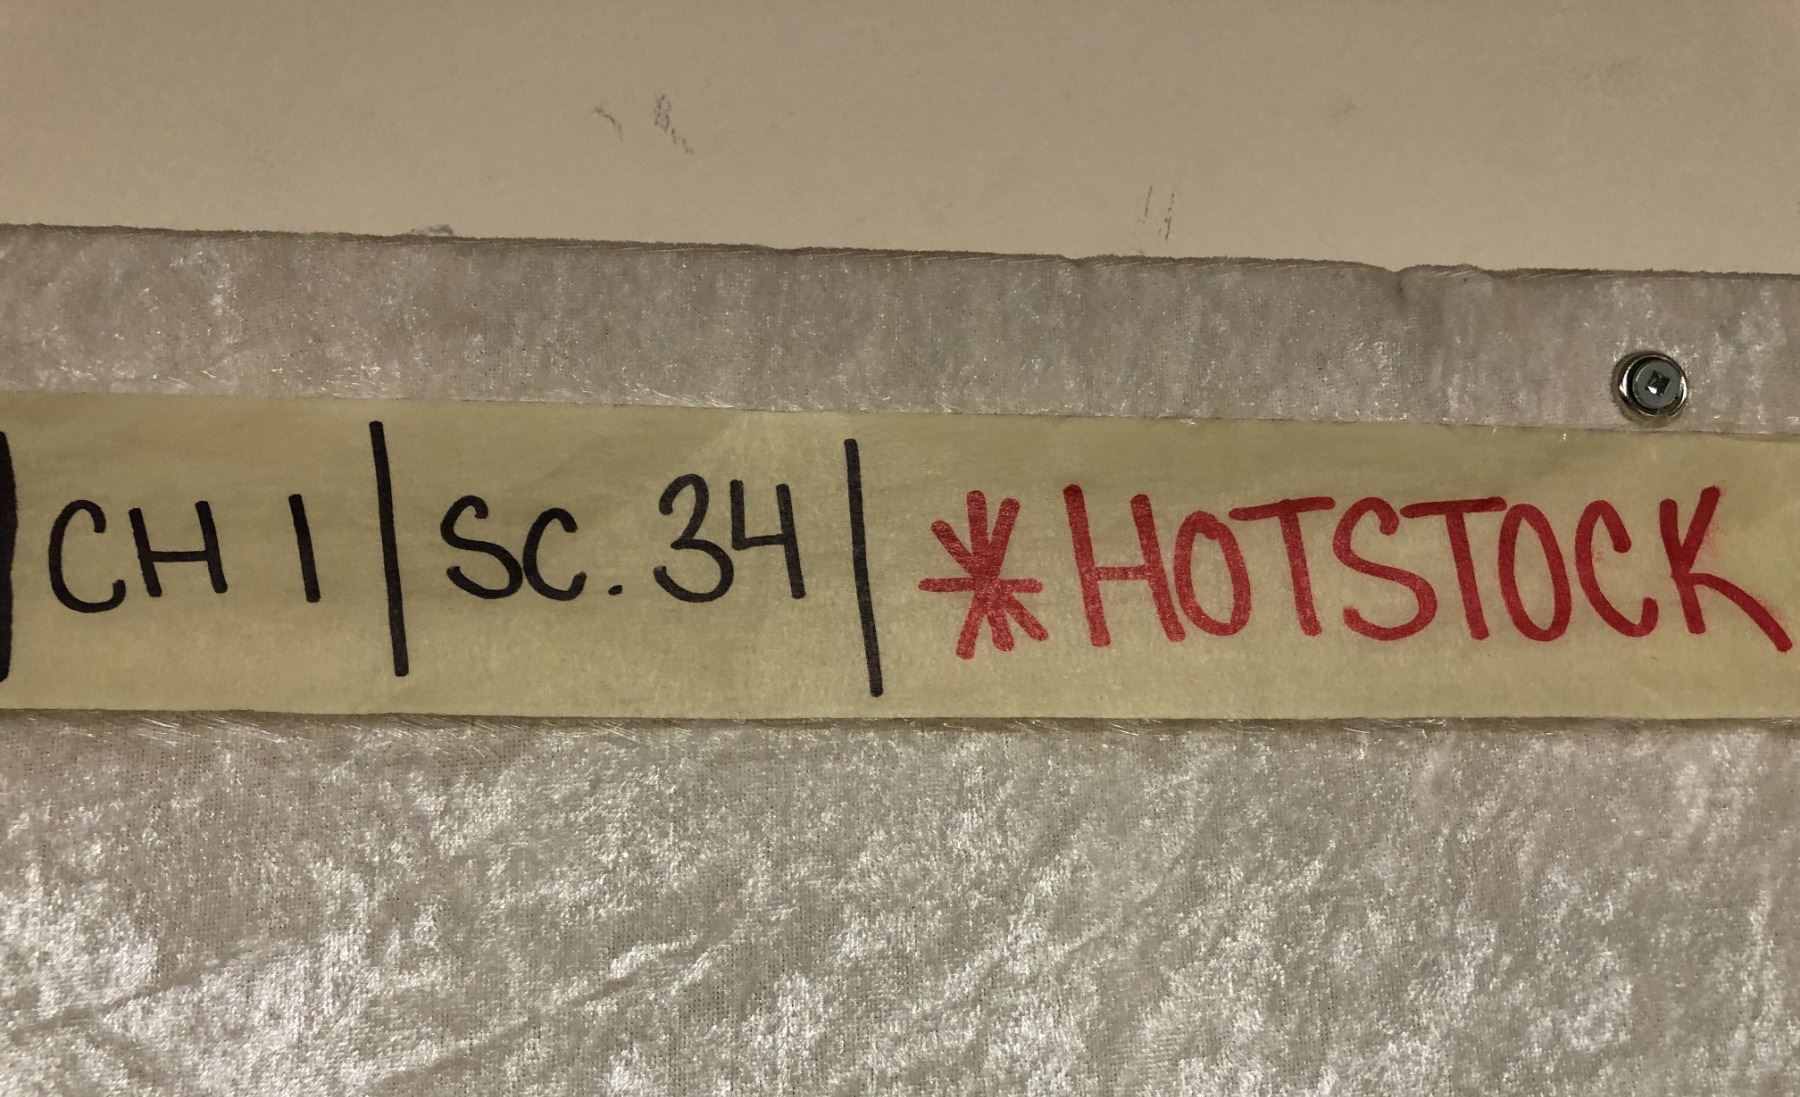 CH 1 | SC. 34 | *HOTSTOCK